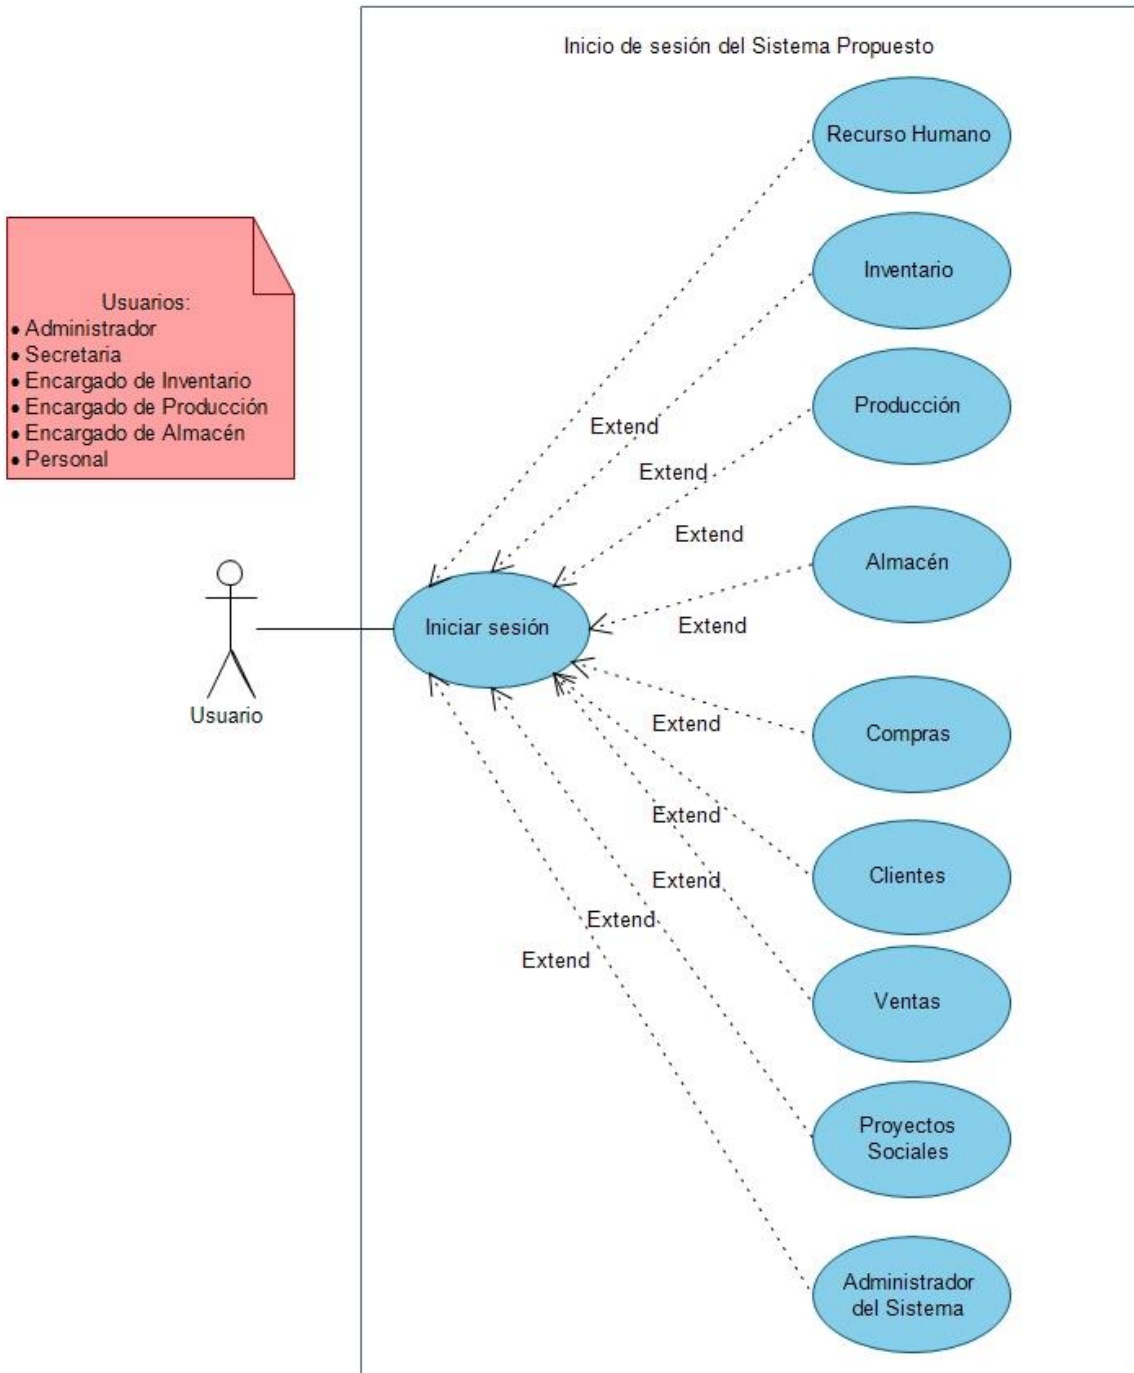 Inicio de sesión del Sistema Propuesto
Recurso Humano
Inventario
Usuarios:
• Administrador
• Secretaria
• Encargado de Inventario
• Encargado de Producción
• Encargado de Almacén
• Personal
Producción
Extend
Extend
Extend
Almacén
Iniciar sesión
Extend
Usuario
Extend
Compras
Extend
Extend
Clientes
Extend
Extend
Ventas
Proyectos
Sociales
Administrador
del Sistema